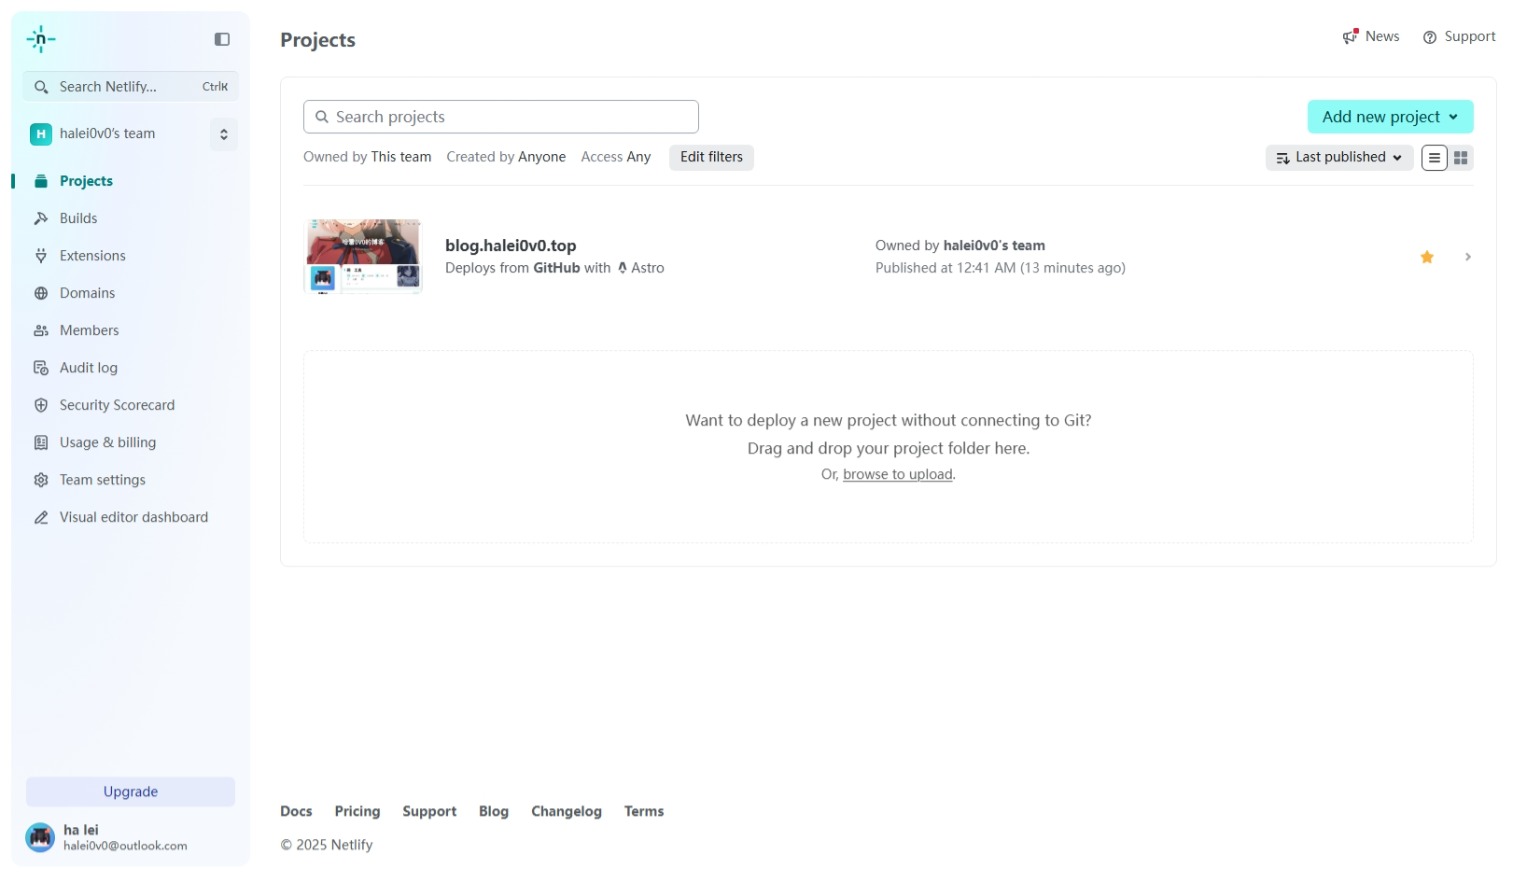 n
Search Netlify...
CtrlK
H
halei0v0's team
Projects
Builds
Extensions
Domains
Members
Audit log
Security Scorecard
Usage & billing
Team settings
Visual editor dashboard
Upgrade
ha lei
halei0v0@outlook.com
Projects
News
Support
Search projects
Add new project
Owned by This team
Created by Anyone
Access Any
Edit filters
Last published
blog.halei0v0.top
Deploys from GitHub with Astro
Owned by halei0v0's team
Published at 12:41 AM (13 minutes ago)
Want to deploy a new project without connecting to Git?
Drag and drop your project folder here.
Or, browse to upload.
Docs
Pricing
Support
Blog
Changelog
Terms
© 2025 Netlify